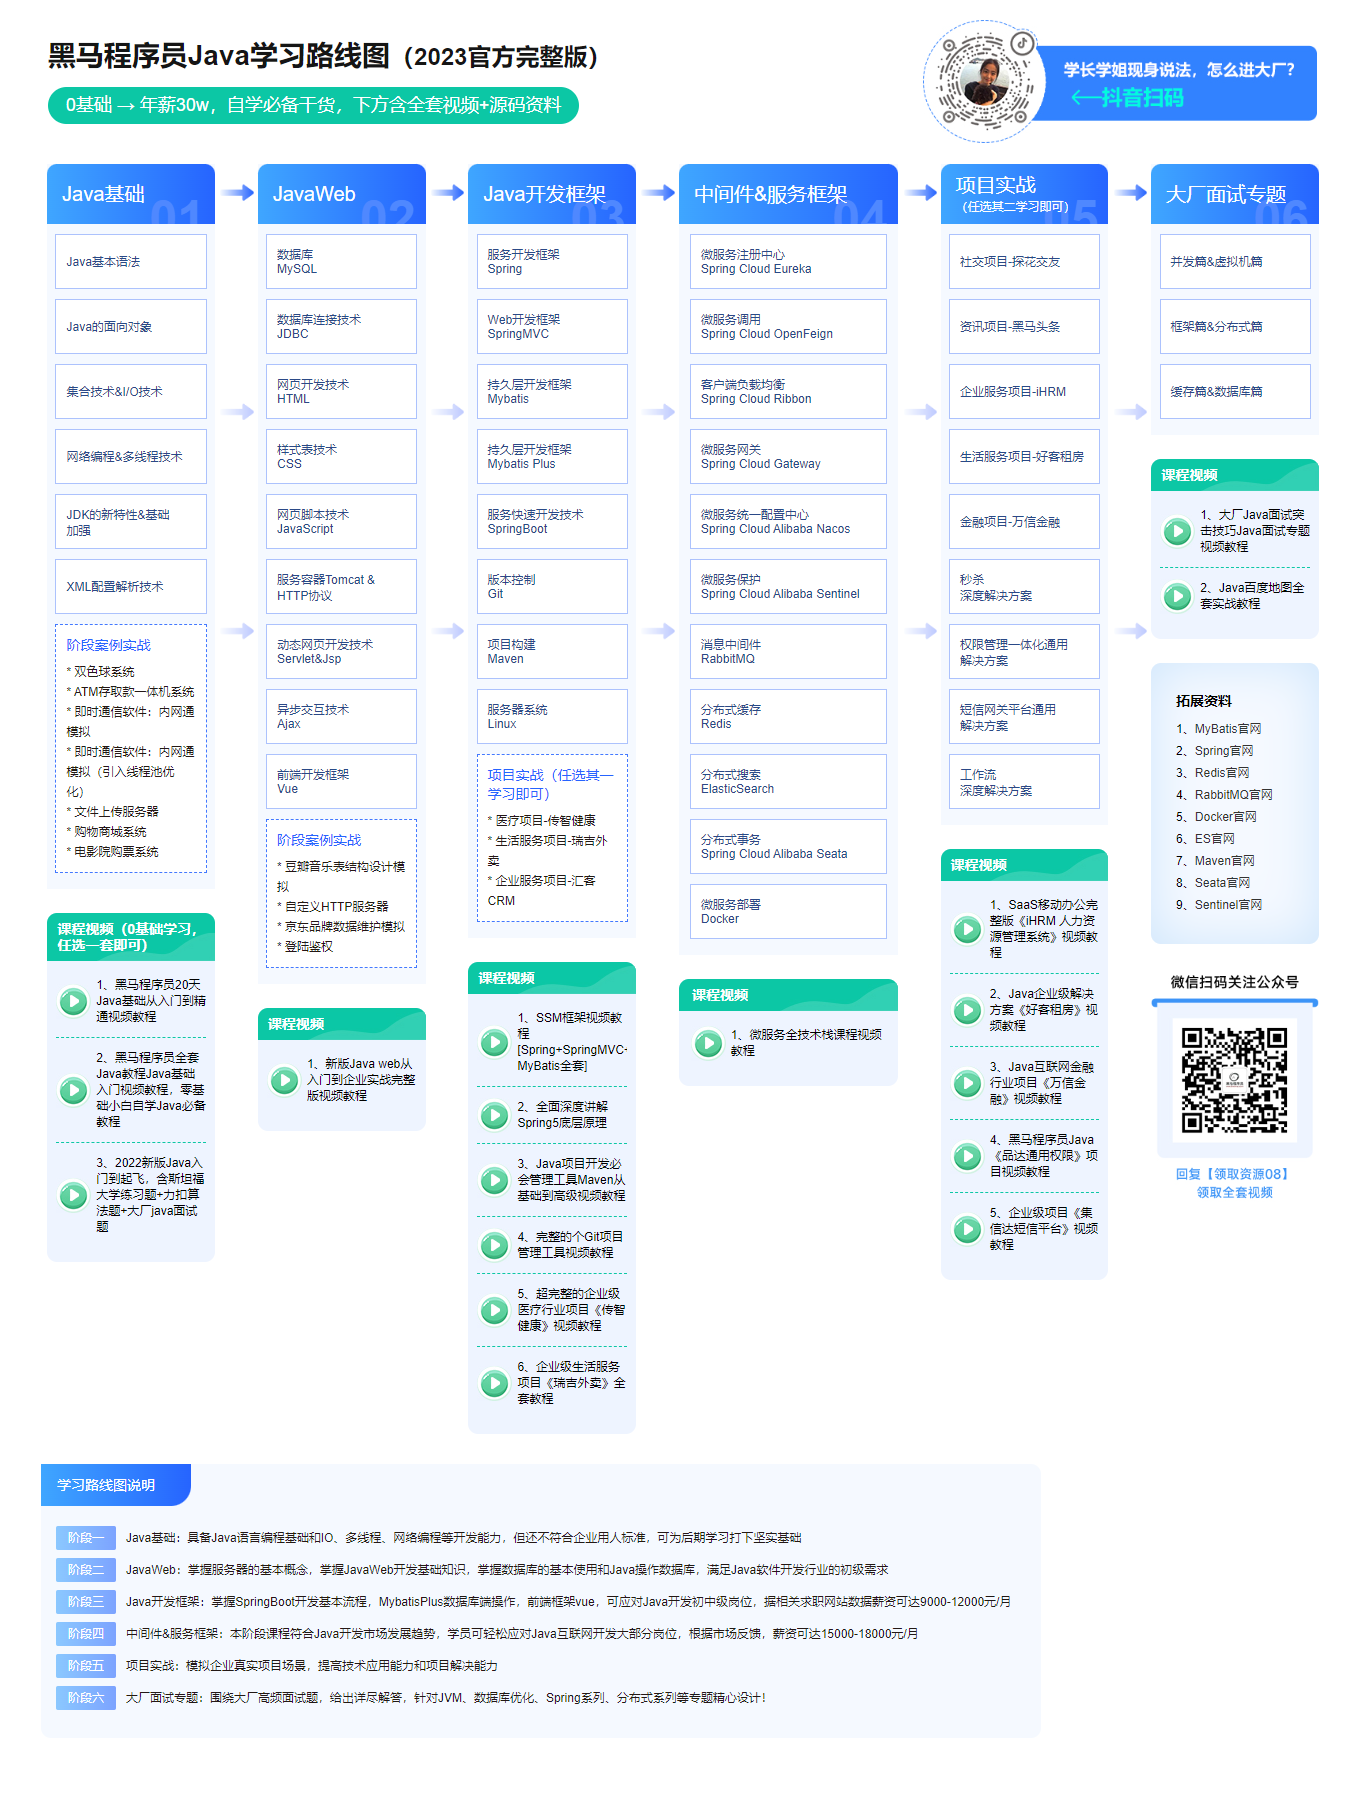 黑马程序员Java学习路线图（2023官方完整版）
0基础 → 年薪30w，自学必备干货，下方含全套视频+源码资料
学长学姐现身说法，怎么进大厂？
←抖音扫码
Java基础
01
Java基本语法
Java的面向对象
集合技术&I/O技术
网络编程&多线程技术
JDK的新特性&基础
加强
XML配置解析技术
阶段案例实战
* 双色球系统
* ATM存取款一体机系统
* 即时通信软件：内网通
模拟
* 即时通信软件：内网通
模拟（引入线程池优
化）
* 文件上传服务器
* 购物商城系统
* 电影院购票系统
课程视频（0基础学习，
任选一套即可）
1、黑马程序员20天
Java基础从入门到精
通视频教程
2、黑马程序员全套
Java教程Java基础
入门视频教程，零基
础小白自学Java必备
教程
3、2022新版Java入
门到起飞，含斯坦福
大学练习题+力扣算
法题+大厂java面试
题
JavaWeb
02
数据库
MySQL
数据库连接技术
JDBC
网页开发技术
HTML
样式表技术
CSS
网页脚本技术
JavaScript
服务容器Tomcat &
HTTP协议
动态网页开发技术
Servlet&Jsp
异步交互技术
Ajax
前端开发框架
Vue
阶段案例实战
* 豆瓣音乐表结构设计模
拟
* 自定义HTTP服务器
* 京东品牌数据维护模拟
* 登陆鉴权
课程视频
1、新版Java web从
入门到企业实战完整
版视频教程
Java开发框架
03
服务开发框架
Spring
Web开发框架
SpringMVC
持久层开发框架
Mybatis
持久层开发框架
Mybatis Plus
服务快速开发技术
SpringBoot
版本控制
Git
项目构建
Maven
服务器系统
Linux
项目实战（任选其一
学习即可）
* 医疗项目-传智健康
* 生活服务项目-瑞吉外
卖
* 企业服务项目-汇客
CRM
课程视频
1、SSM框架视频教
程
[Spring+SpringMVC+
MyBatis全套]
2、全面深度讲解
Spring5底层原理
3、Java项目开发必
会管理工具Maven从
基础到高级视频教程
4、完整的个Git项目
管理工具视频教程
5、超完整的企业级
医疗行业项目《传智
健康》视频教程
6、企业级生活服务
项目《瑞吉外卖》全
套教程
中间件&服务框架
04
微服务注册中心
Spring Cloud Eureka
微服务调用
Spring Cloud OpenFeign
客户端负载均衡
Spring Cloud Ribbon
微服务网关
Spring Cloud Gateway
微服务统一配置中心
Spring Cloud Alibaba Nacos
微服务保护
Spring Cloud Alibaba Sentinel
消息中间件
RabbitMQ
分布式缓存
Redis
分布式搜索
ElasticSearch
分布式事务
Spring Cloud Alibaba Seata
微服务部署
Docker
课程视频
1、微服务全技术栈课程视频
教程
项目实战
（任选其二学习即可）
05
社交项目-探花交友
资讯项目-黑马头条
企业服务项目-iHRM
生活服务项目-好客租房
金融项目-万信金融
秒杀
深度解决方案
权限管理一体化通用
解决方案
短信网关平台通用
解决方案
工作流
深度解决方案
课程视频
1、SaaS移动办公完
整版《iHRM 人力资
源管理系统》视频教
程
2、Java企业级解决
方案《好客租房》视
频教程
3、Java互联网金融
行业项目《万信金
融》视频教程
4、黑马程序员Java
《品达通用权限》项
目视频教程
5、企业级项目《集
信达短信平台》视频
教程
大厂面试专题
06
并发篇&虚拟机篇
框架篇&分布式篇
缓存篇&数据库篇
课程视频
1、大厂Java面试突
击技巧Java面试专题
视频教程
2、Java百度地图全
套实战教程
拓展资料
1、MyBatis官网
2、Spring官网
3、Redis官网
4、RabbitMQ官网
5、Docker官网
6、ES官网
7、Maven官网
8、Seata官网
9、Sentinel官网
微信扫码关注公众号
回复【领取资源08】
领取全套视频
学习路线图说明
阶段一 Java基础：具备Java语言编程基础和IO、多线程、网络编程等开发能力，但还不符合企业用人标准，可为后期学习打下坚实基础
阶段二 JavaWeb：掌握服务器的基本概念，掌握JavaWeb开发基础知识，掌握数据库的基本使用和Java操作数据库，满足Java软件开发行业的初级需求
阶段三 Java开发框架：掌握SpringBoot开发基本流程，MybatisPlus数据库端操作，前端框架vue，可应对Java开发初中级岗位，据相关求职网站数据薪资可达9000-12000元/月
阶段四 中间件&服务框架：本阶段课程符合Java开发市场发展趋势，学员可轻松应对Java互联网开发大部分岗位，根据市场反馈，薪资可达15000-18000元/月
阶段五 项目实战：模拟企业真实项目场景，提高技术应用能力和项目解决能力
阶段六 大厂面试专题：围绕大厂高频面试题，给出详尽解答，针对JVM、数据库优化、Spring系列、分布式系列等专题精心设计！